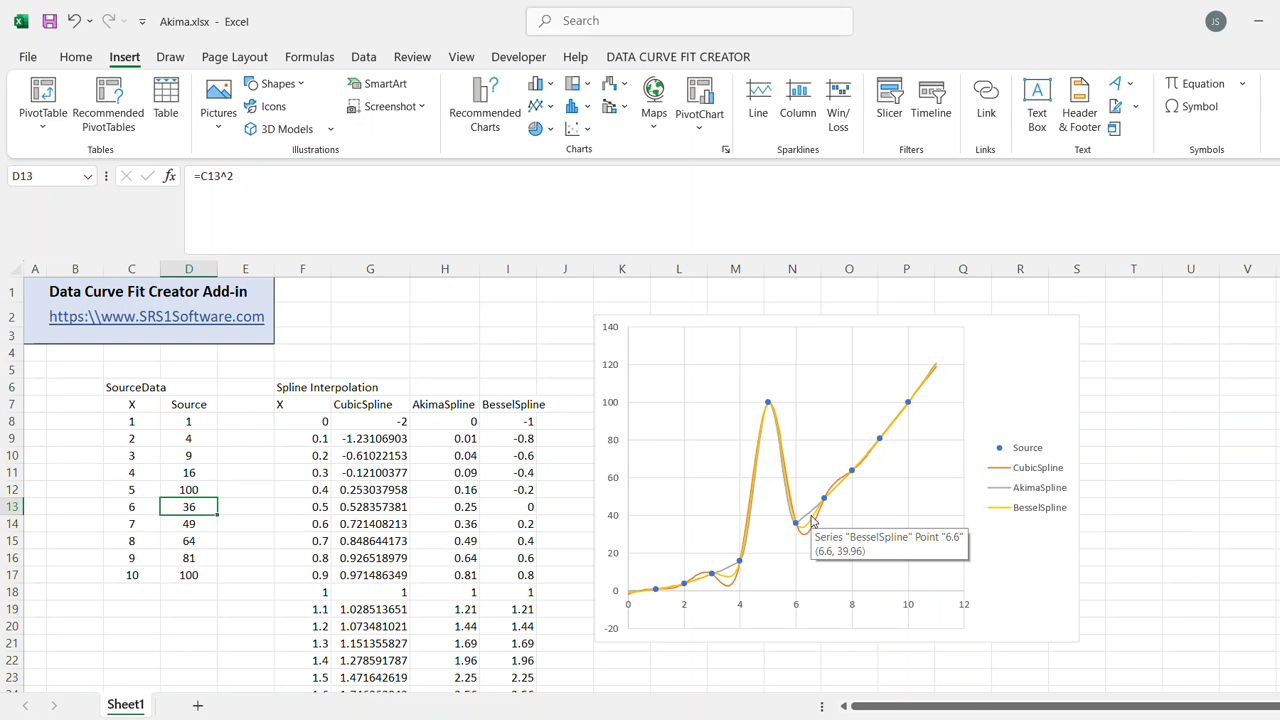 Akima.xlsx - Excel
Search
JS
File Home Insert Draw Page Layout Formulas Data Review View Developer Help DATA CURVE FIT CREATOR
PivotTable
Recommended PivotTables
Table
Tables
Pictures
Shapes
Icons
3D Models
SmartArt
Screenshot
Illustrations
Recommended Charts
Maps
PivotChart
Charts
Line
Column
Win/ Loss
Sparklines
Slicer
Timeline
Filters
Link
Links
Text Box
Header & Footer
Text
Equation
Symbol
Symbols
D13
fx
=C13^2
A B C D E F G H I J K L M N O P Q R S T U V
1 Data Curve Fit Creator Add-in
2 https:\\www.SRS1Software.com
3
4
5
6 SourceData Spline Interpolation
7 X Source X CubicSpline AkimaSpline BesselSpline
8 1 1 0 -2 0 -1
9 2 4 0.1 -1.23106903 0.01 -0.8
10 3 9 0.2 -0.61022153 0.04 -0.6
11 4 16 0.3 -0.12100377 0.09 -0.4
12 5 100 0.4 0.253037958 0.16 -0.2
13 6 36 0.5 0.528357381 0.25 0
14 7 49 0.6 0.721408213 0.36 0.2
15 8 64 0.7 0.848644173 0.49 0.4
16 9 81 0.8 0.926518979 0.64 0.6
17 10 100 0.9 0.971486349 0.81 0.8
18 1 1 1 1
19 1.1 1.028513651 1.21 1.21
20 1.2 1.073481021 1.44 1.44
21 1.3 1.151355827 1.69 1.69
22 1.4 1.278591787 1.96 1.96
23 1.5 1.471642619 2.25 2.25
140
120
100
80
60
40
20
0
-20
0 2 4 6 8 10 12
Source
CubicSpline
AkimaSpline
BesselSpline
Series "BesselSpline" Point "6.6"
(6.6, 39.96)
Sheet1